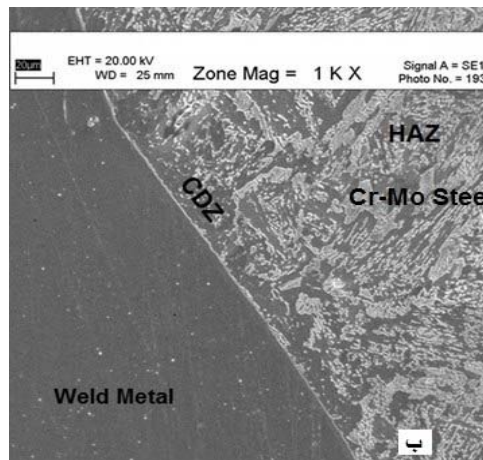 20µm
EHT = 20.00 kV
WD = 25 mm
Zone Mag = 1 K X
Signal A = SE1
Photo No. = 193
HAZ
CDZ
Cr-Mo Stee
Weld Metal
ب